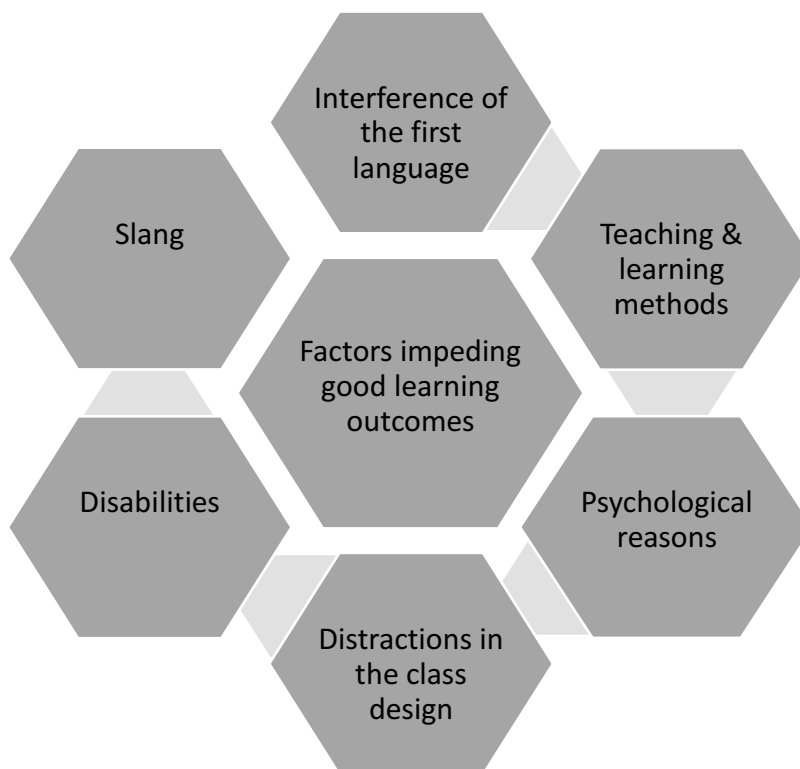 Interference of
the first
language
Teaching &
learning
methods
Psychological
reasons
Distractions in
the class
design
Disabilities
Slang
Factors impeding
good learning
outcomes